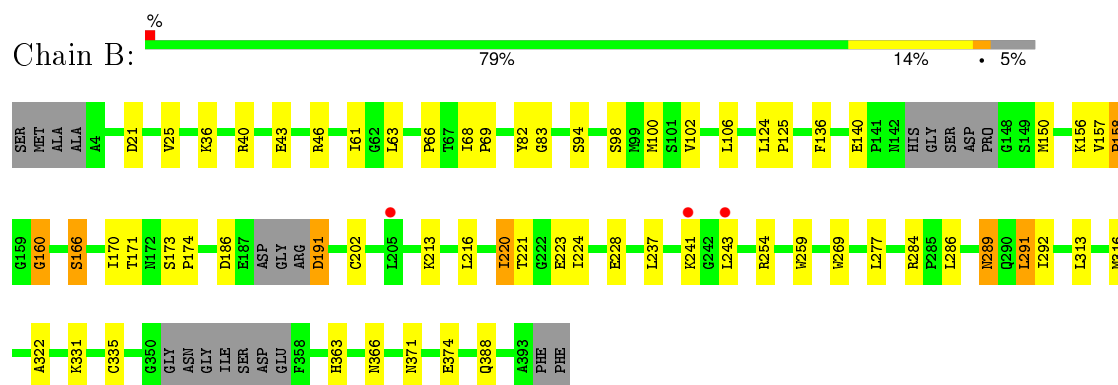 %
Chain B:
79% 14% • 5%
SER MET ALA ALA A4 D21 V25 K36 R40 E43 R46 I61 G62 L63 P66 T67 I68 P69 Y82 G83 S94 S98 M99 M100 S101 V102 L106 L124 P125 F136 E140 P141 N142 HIS GLY SER ASP PRO G148 S149 M150 K156 V157 P158
G159 G160 S166 I170 T171 N172 S173 P174 D186 E187 ASP GLY ARG D191 C202 L205 K213 L216 I220 T221 G222 E223 I224 E228 L237 K241 G242 L243 R254 W259 W269 L277 R284 P285 L286 N289 Q290 L291 I292 L313
A322 K331 C335 G350 GLY ASN GLY ILE SER ASP GLU F358 H363 N366 N371 E374 Q388 A393 PHE PHE